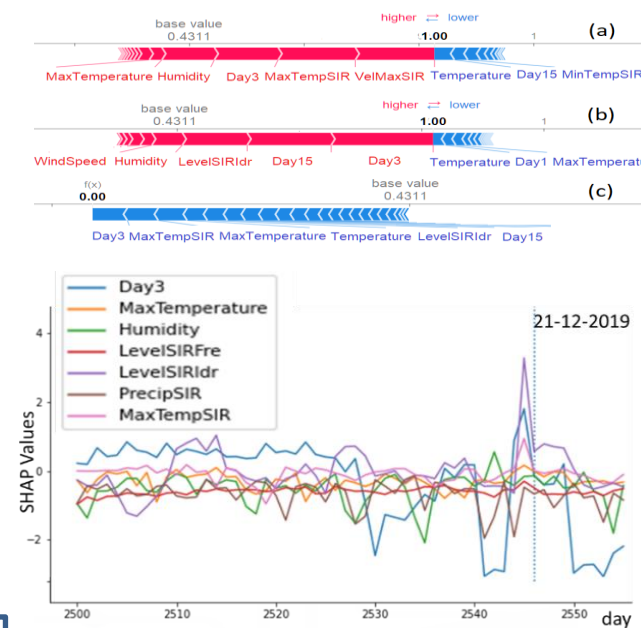 higher lower
base value
0.4311 1.00 1 (a)
MaxTemperature Humidity Day3 MaxTempSIR VelMaxSIR Temperature Day15 MinTempSIR
higher lower
base value
0.4311 1.00 (b)
WindSpeed Humidity LevelSIRIdr Day15 Day3 Temperature Day1 MaxTemperat
f(x) base value
0.00 0.4311 (c)
Day3 MaxTempSIR MaxTemperature Temperature LevelSIRIdr Day15
Day3
MaxTemperature
Humidity
LevelSIRFre
LevelSIRIdr
PrecipSIR
MaxTempSIR
21-12-2019
SHAP Values
4
2
0
−2
2500 2510 2520 2530 2540 2550
day